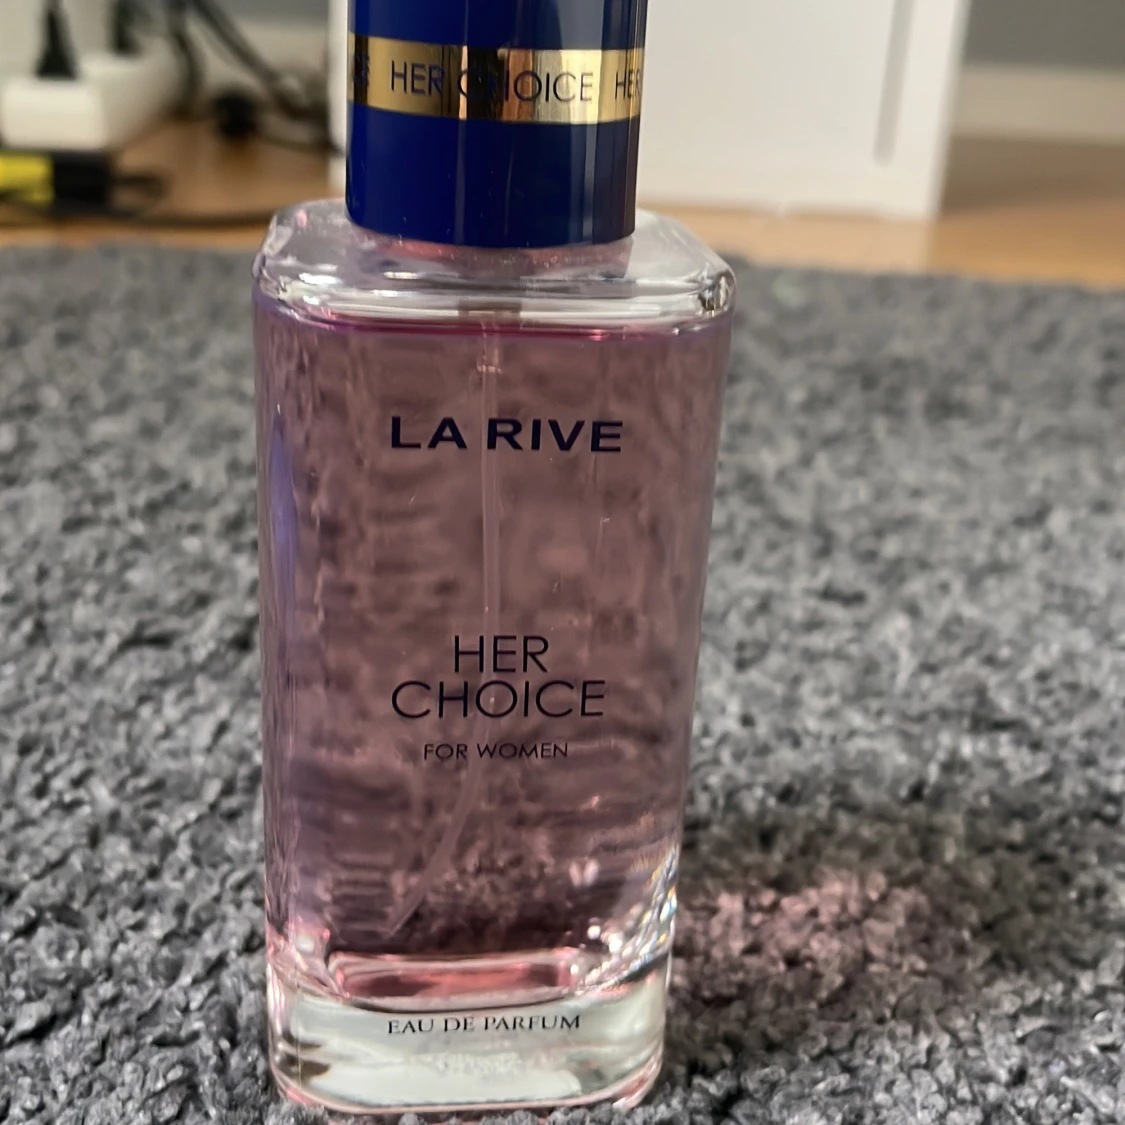 HER CHOICE HER
LA RIVE
HER
CHOICE
FOR WOMEN
EAU DE PARFUM